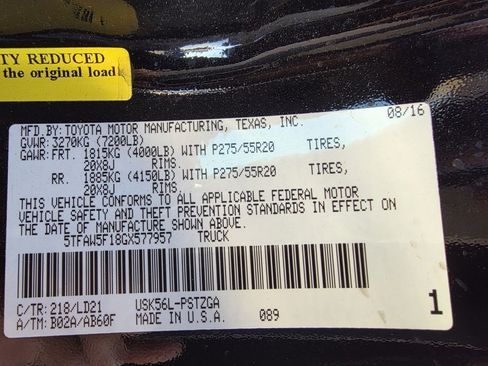 TY REDUCED
the original load
08/16
MFD.BY: TOYOTA MOTOR MANUFACTURING, TEXAS, INC.
GVWR: 3270KG (7200LB)
GAWR: FRT. 1815KG (4000LB) WITH P275/55R20 TIRES,
20X8J RIMS.
RR. 1885KG (4150LB) WITH P275/55R20 TIRES,
20X8J RIMS.
THIS VEHICLE CONFORMS TO ALL APPLICABLE FEDERAL MOTOR
VEHICLE SAFETY AND THEFT PREVENTION STANDARDS IN EFFECT ON
THE DATE OF MANUFACTURE SHOWN ABOVE.
5TFAW5F18GX577957 TRUCK
C/TR: 218/LD21 USK56L-PSTZGA
A/TM: B02A/AB60F MADE IN U.S.A. 089
1